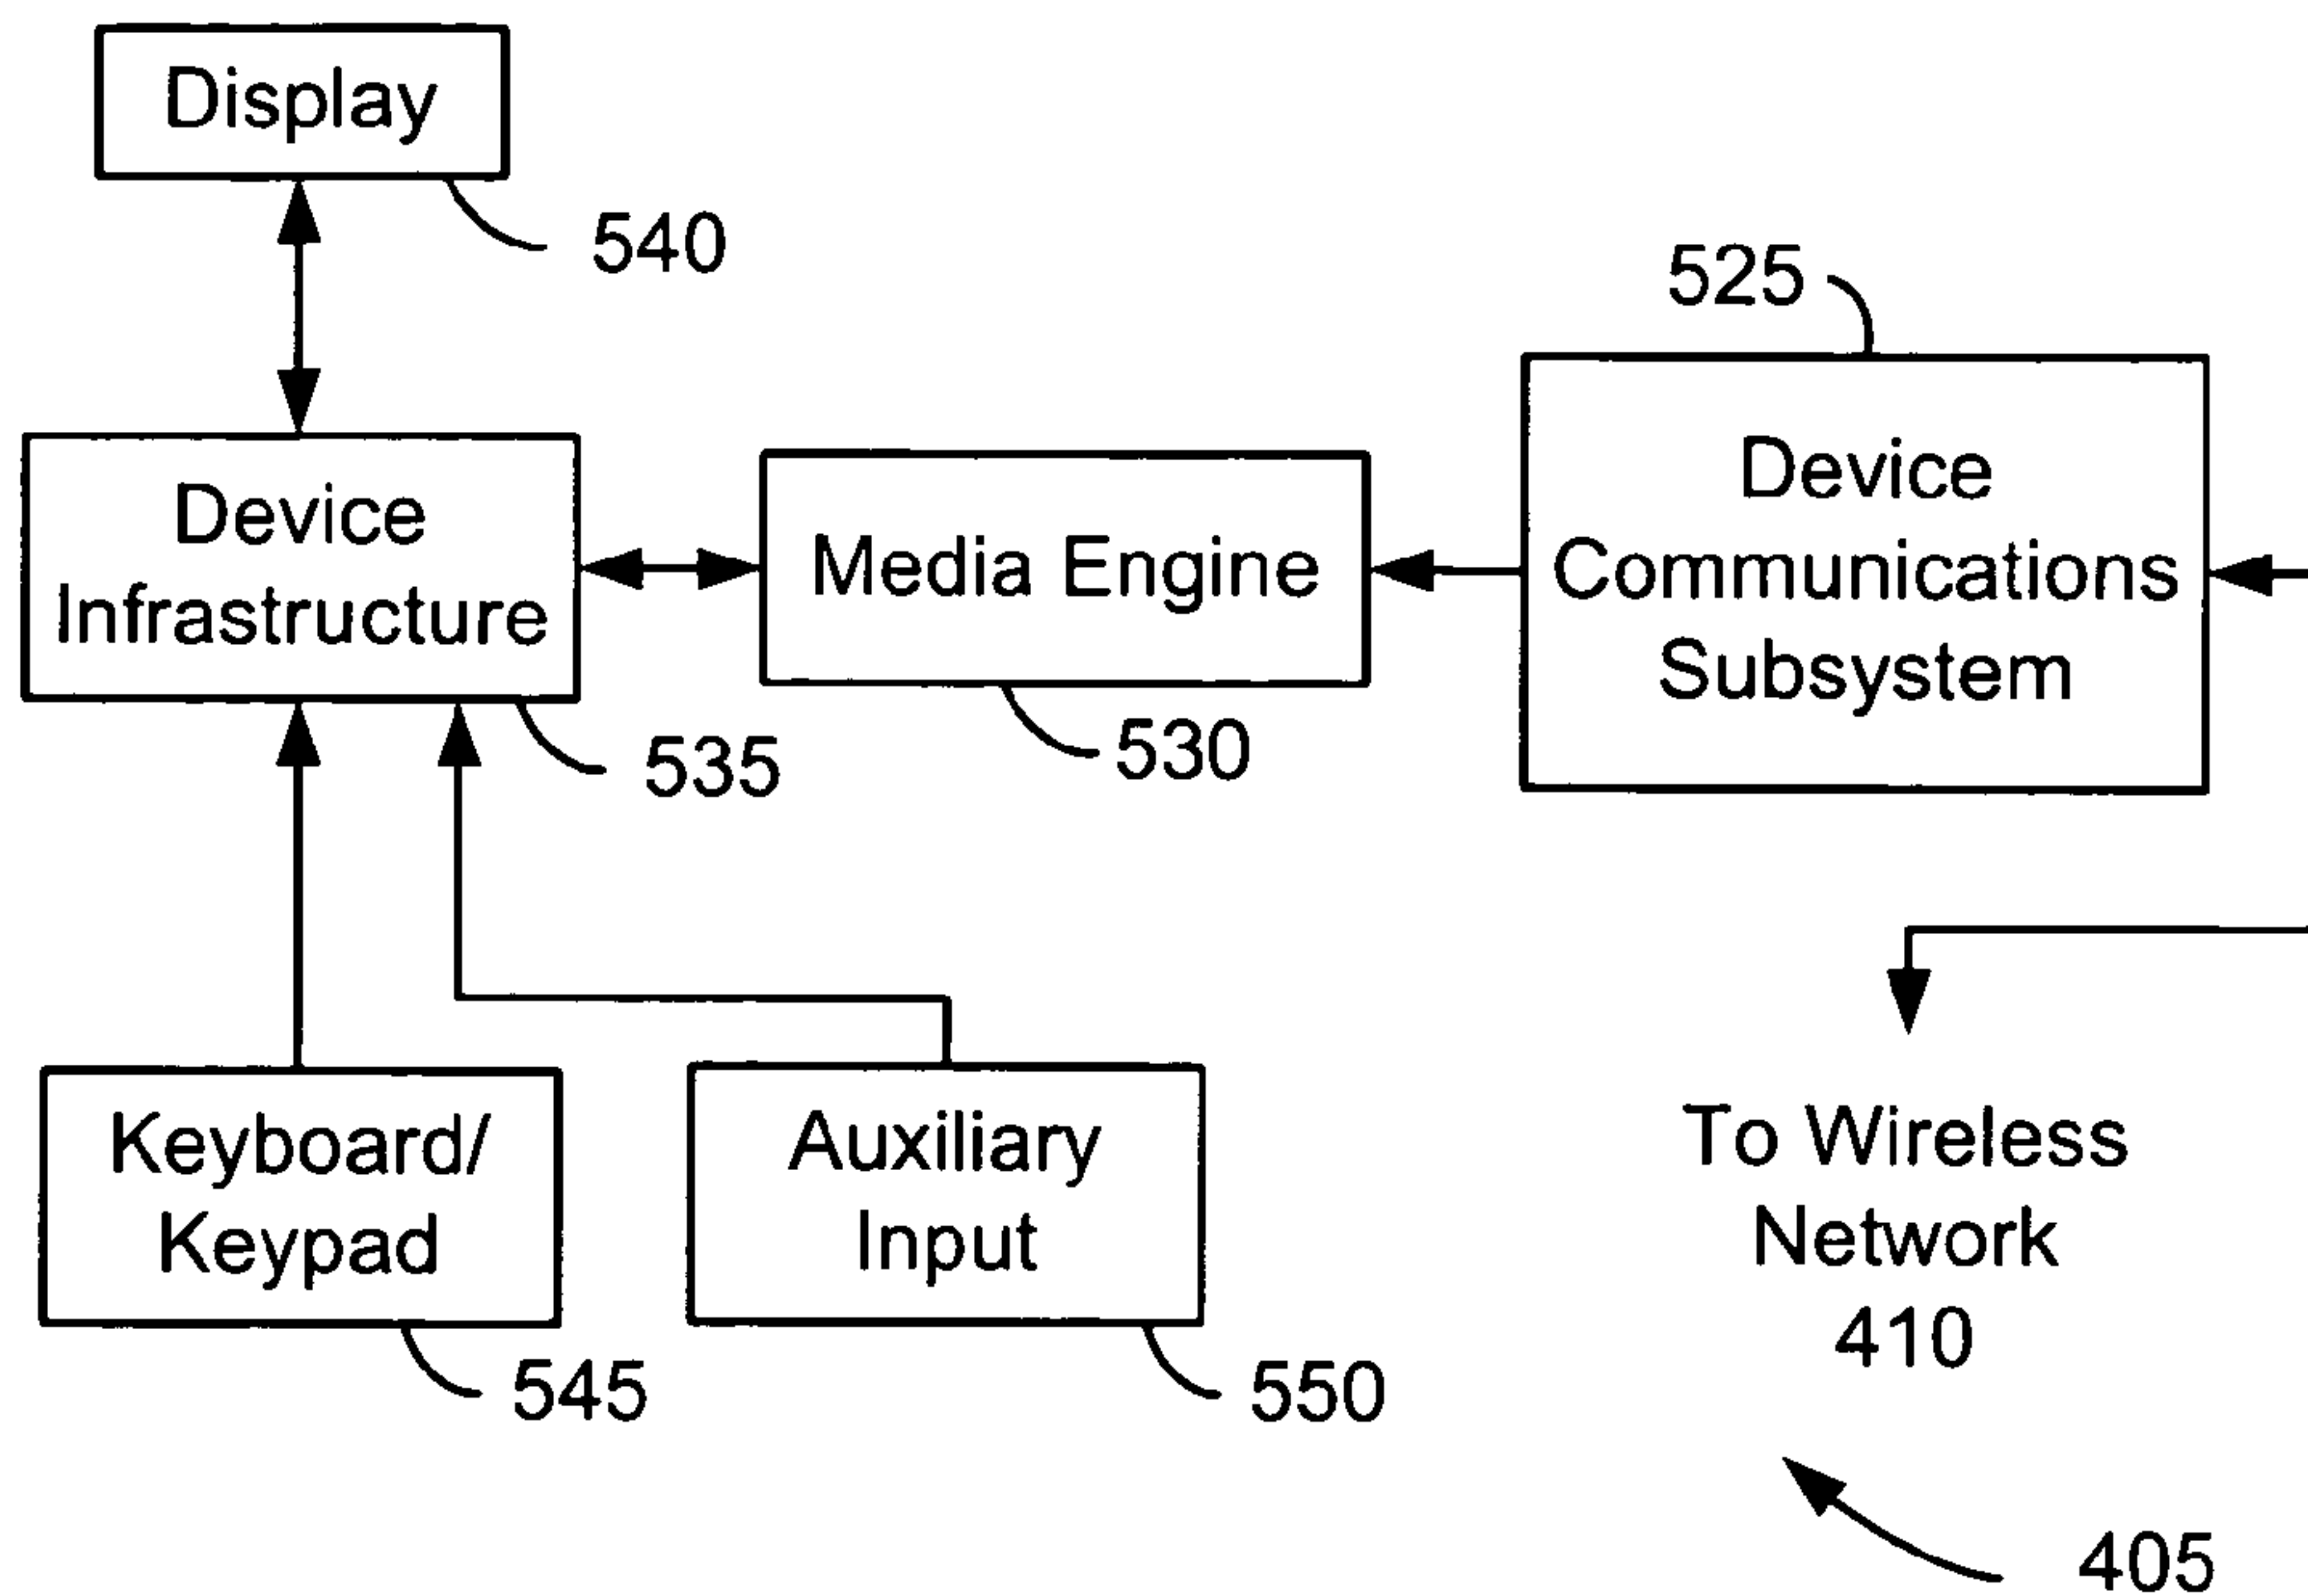 Display
540
525
Device
Infrastructure
535
Media Engine
530
Device
Communications
Subsystem
Keyboard/
Keypad
545
Auxiliary
Input
550
To Wireless
Network
410
405